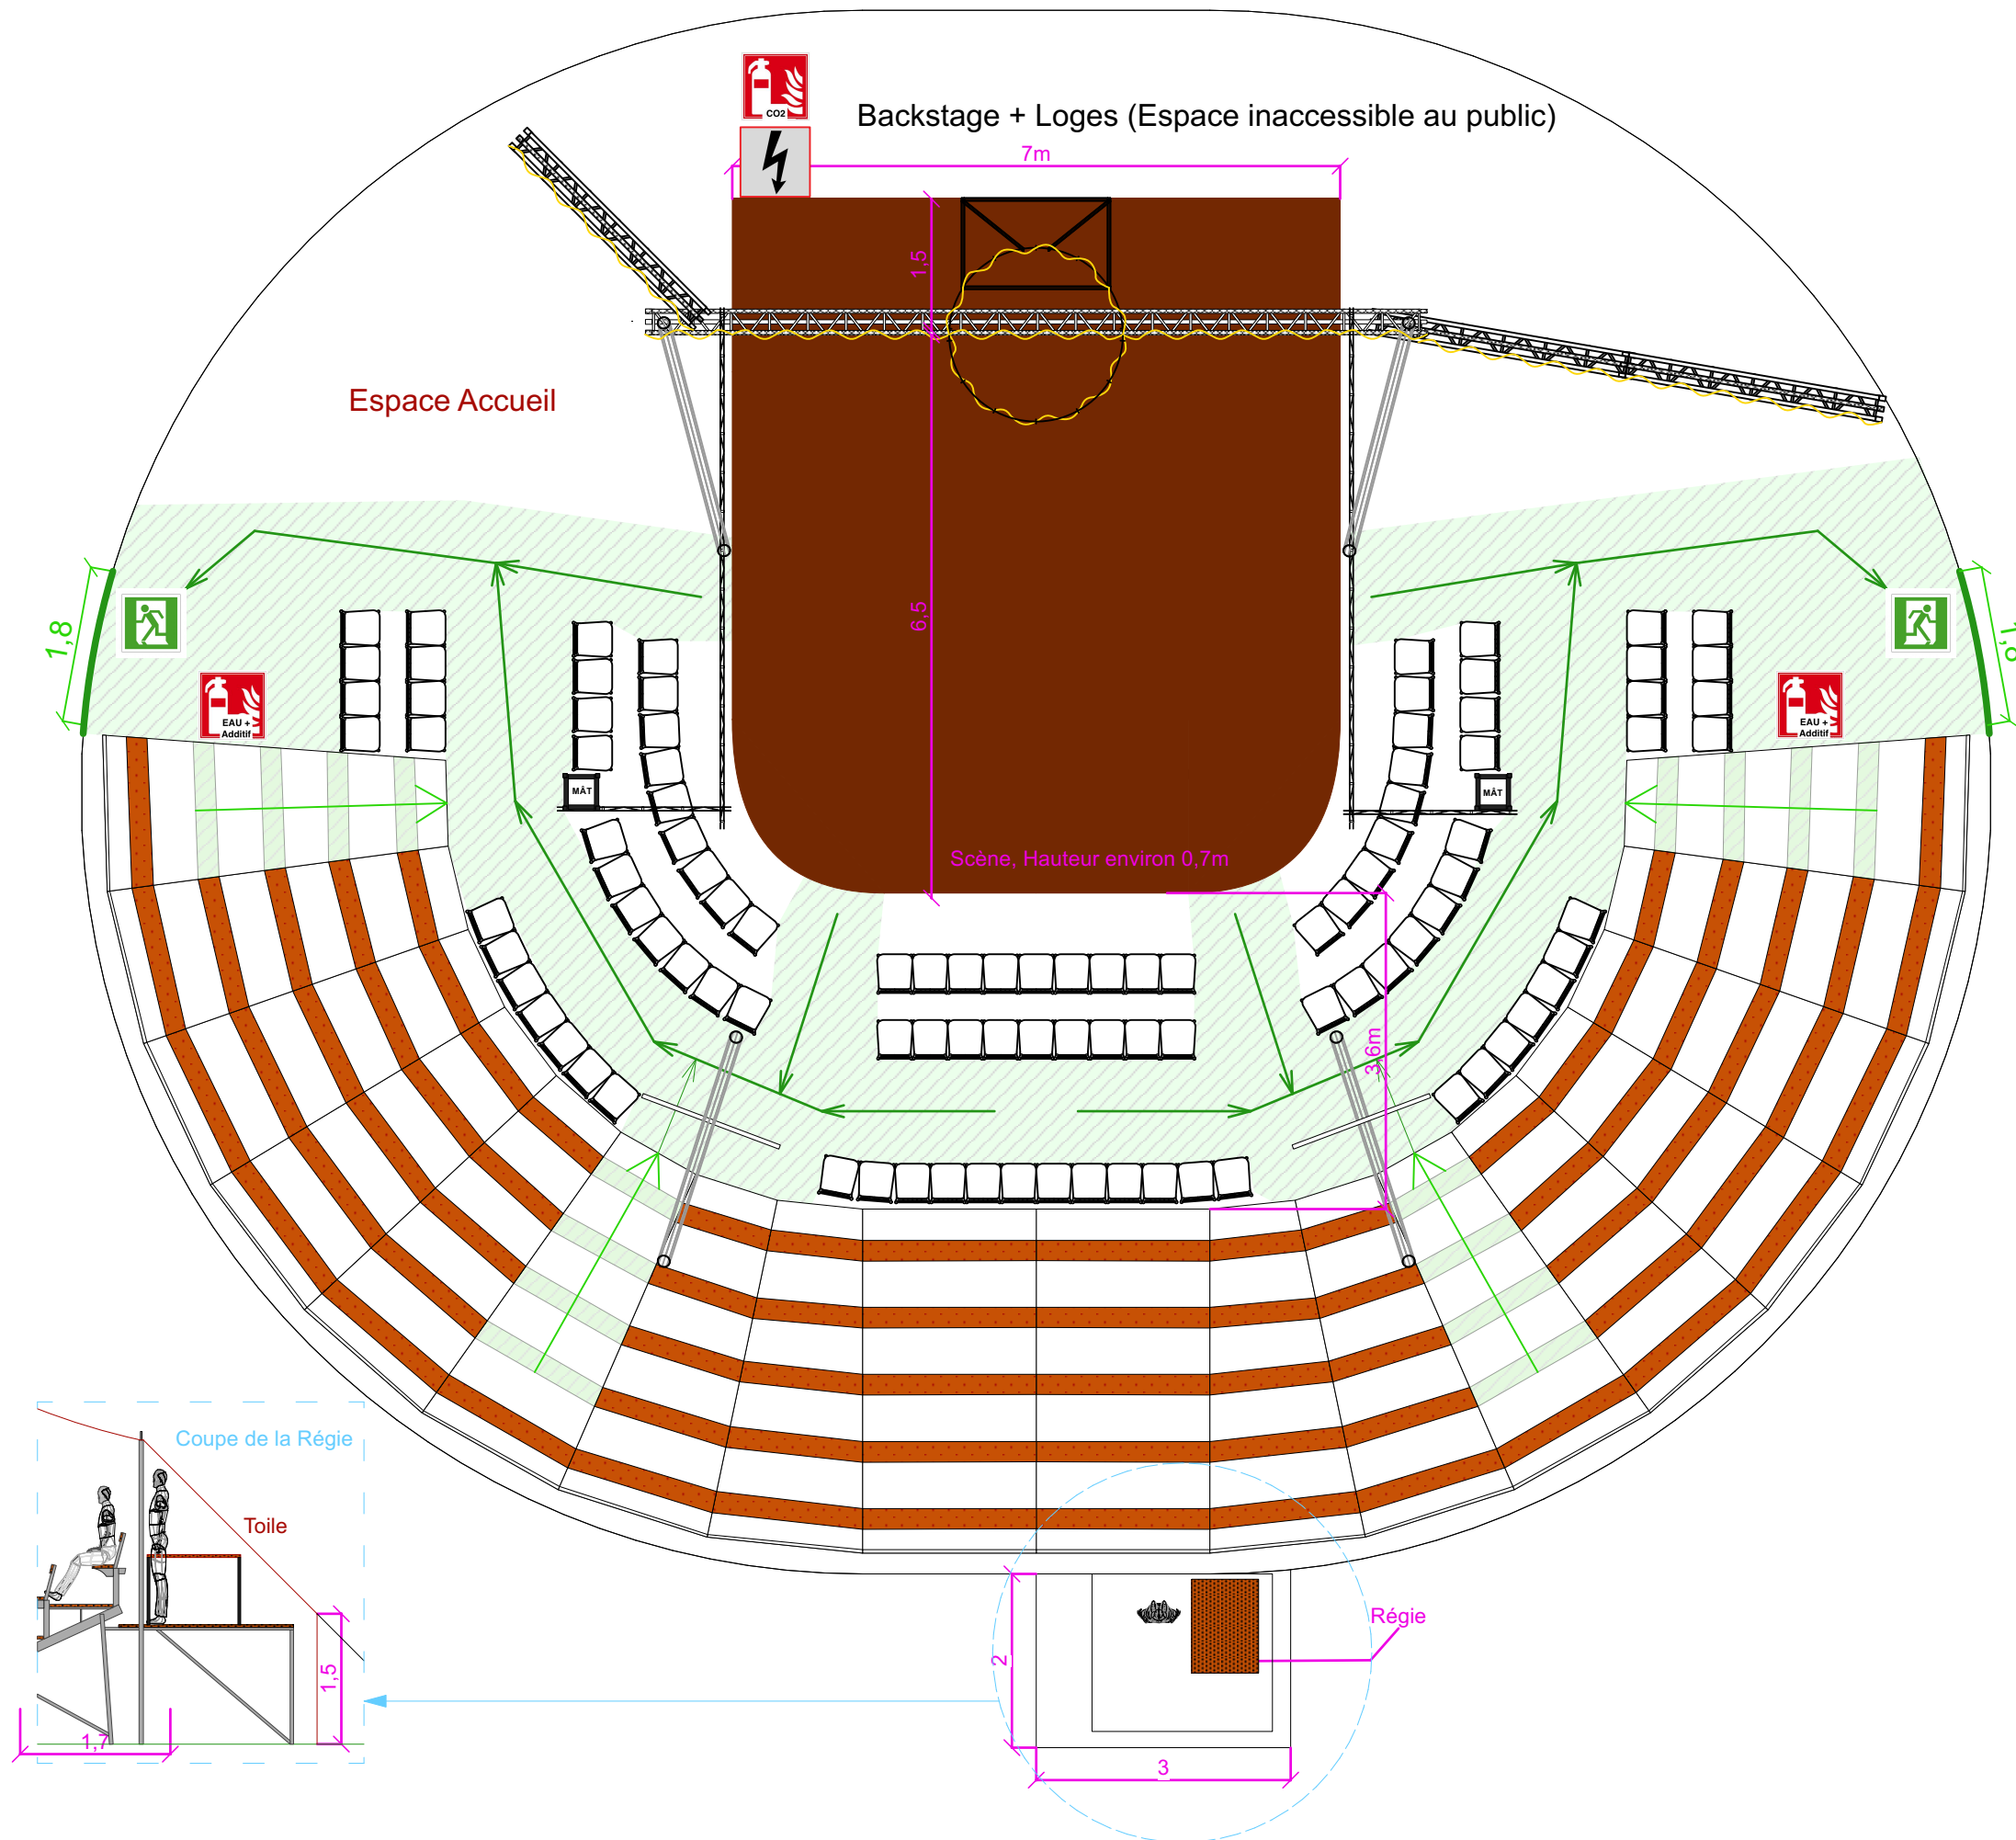 CO2
Backstage + Loges (Espace inaccessible au public)
7m
1,5
Espace Accueil
6,5
1,8
1,8
EAU +
Additif
EAU +
Additif
MÂT
MÂT
Scène, Hauteur environ 0,7m
3,6m
Coupe de la Régie
Toile
1,5
1,7
Régie
2
3